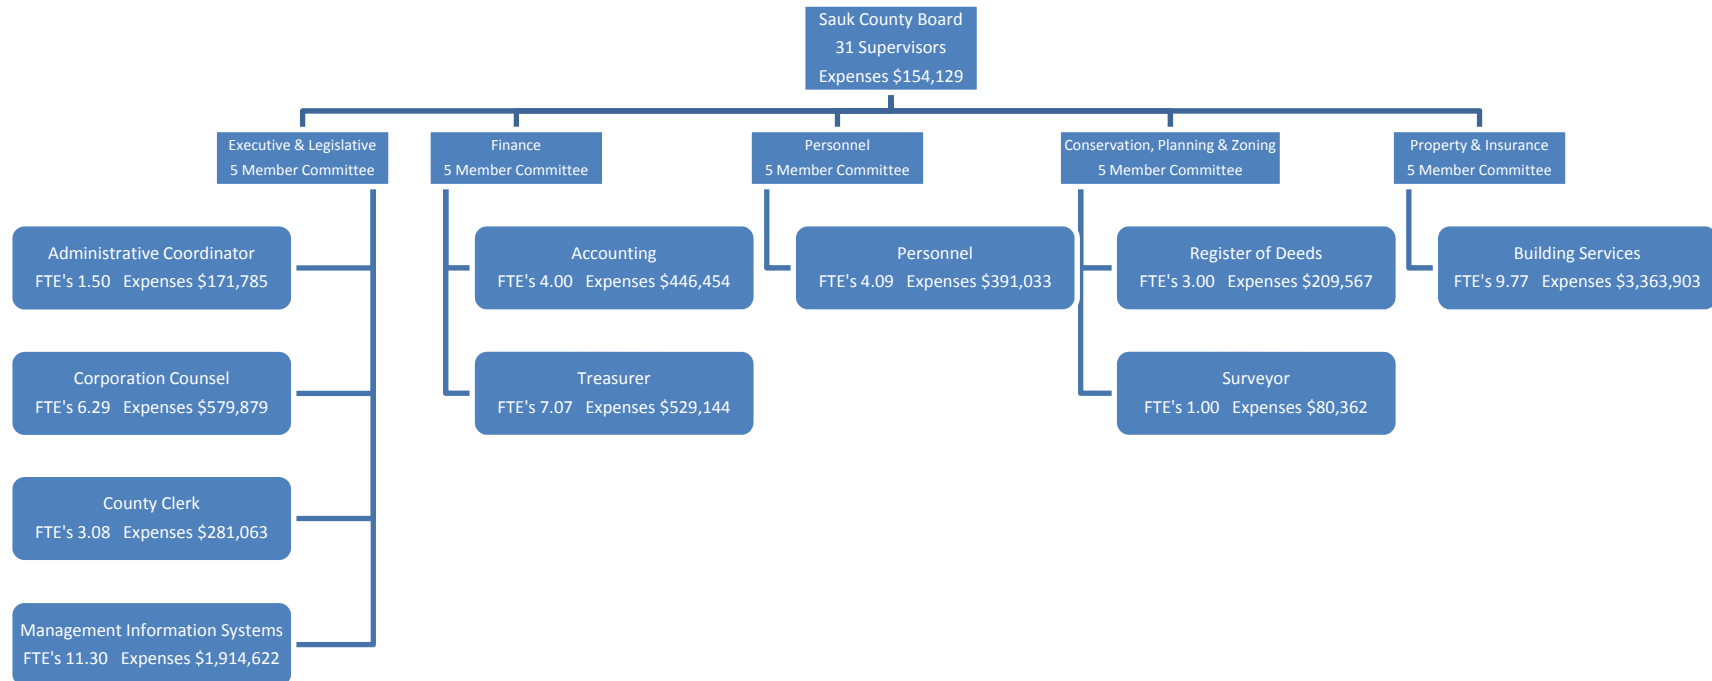 Sauk County Board
31 Supervisors
Expenses $154,129
Executive & Legislative
5 Member Committee
Finance
5 Member Committee
Personnel
5 Member Committee
Conservation, Planning & Zoning
5 Member Committee
Property & Insurance
5 Member Committee
Administrative Coordinator
FTE's 1.50 Expenses $171,785
Accounting
FTE's 4.00 Expenses $446,454
Personnel
FTE's 4.09 Expenses $391,033
Register of Deeds
FTE's 3.00 Expenses $209,567
Building Services
FTE's 9.77 Expenses $3,363,903
Corporation Counsel
FTE's 6.29 Expenses $579,879
Treasurer
FTE's 7.07 Expenses $529,144
Surveyor
FTE's 1.00 Expenses $80,362
County Clerk
FTE's 3.08 Expenses $281,063
Management Information Systems
FTE's 11.30 Expenses $1,914,622